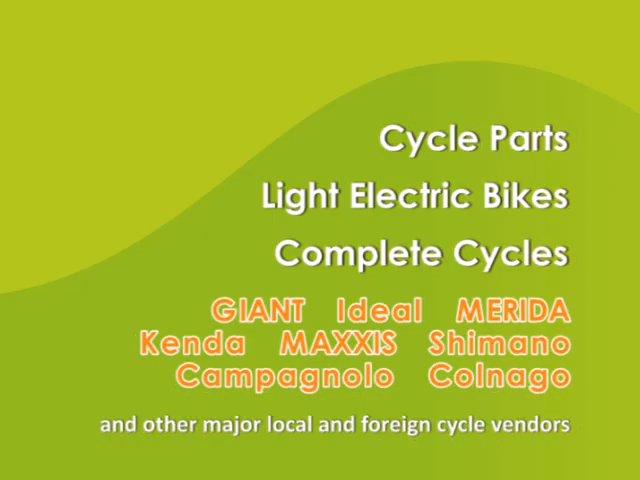 Cycle Parts
Light Electric Bikes
Complete Cycles
GIANT Ideal MERIDA
Kenda MAXXIS Shimano
Campagnolo Colnago
and other major local and foreign cycle vendors